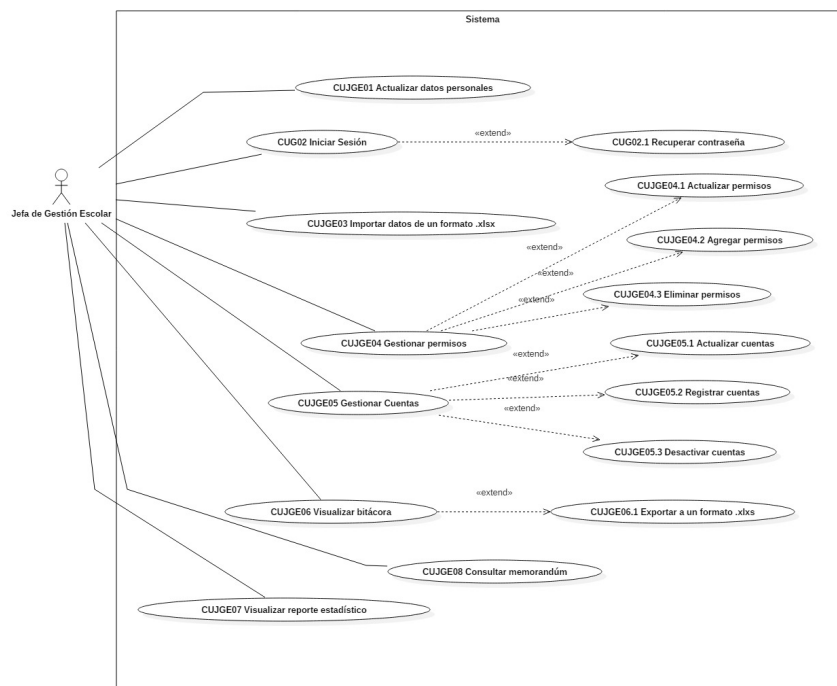 Sistema
CUJGE01 Actualizar datos personales
CUG02 Iniciar Sesión
«extend»
CUG02.1 Recuperar contraseña
Jefa de Gestión Escolar
CUJGE04.1 Actualizar permisos
CUJGE03 Importar datos de un formato .xlsx
«extend»
CUJGE04.2 Agregar permisos
«extend»
CUJGE04.3 Eliminar permisos
«extend»
CUJGE04 Gestionar permisos
CUJGE05.1 Actualizar cuentas
«extend»
CUJGE05.2 Registrar cuentas
«extend»
CUJGE05 Gestionar Cuentas
«extend»
CUJGE05.3 Desactivar cuentas
«extend»
CUJGE06 Visualizar bitácora
CUJGE06.1 Exportar a un formato .xlxs
CUJGE08 Consultar memorandúm
CUJGE07 Visualizar reporte estadístico